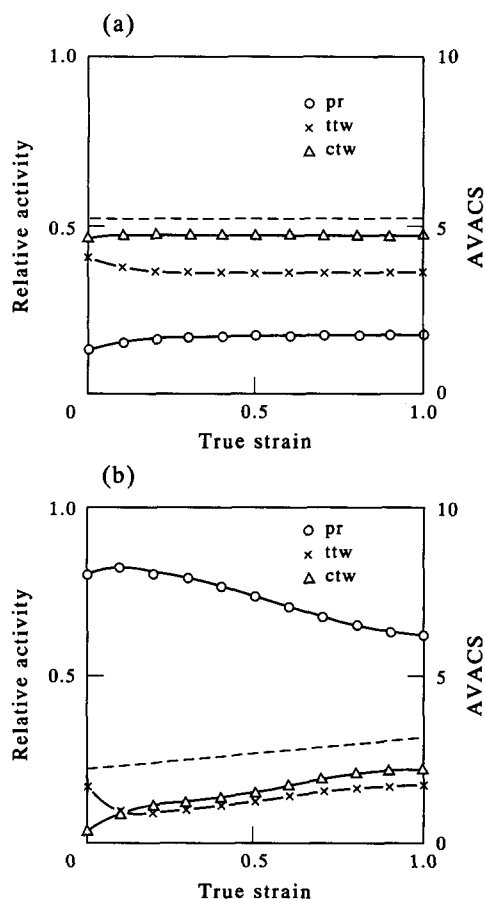 (a)
1.0
10
pr
ttw
ctw
Relative activity
0.5
5
AVACS
0
0
0.5
1.0
True strain
(b)
1.0
10
pr
ttw
ctw
Relative activity
0.5
5
AVACS
0
0
0.5
1.0
True strain